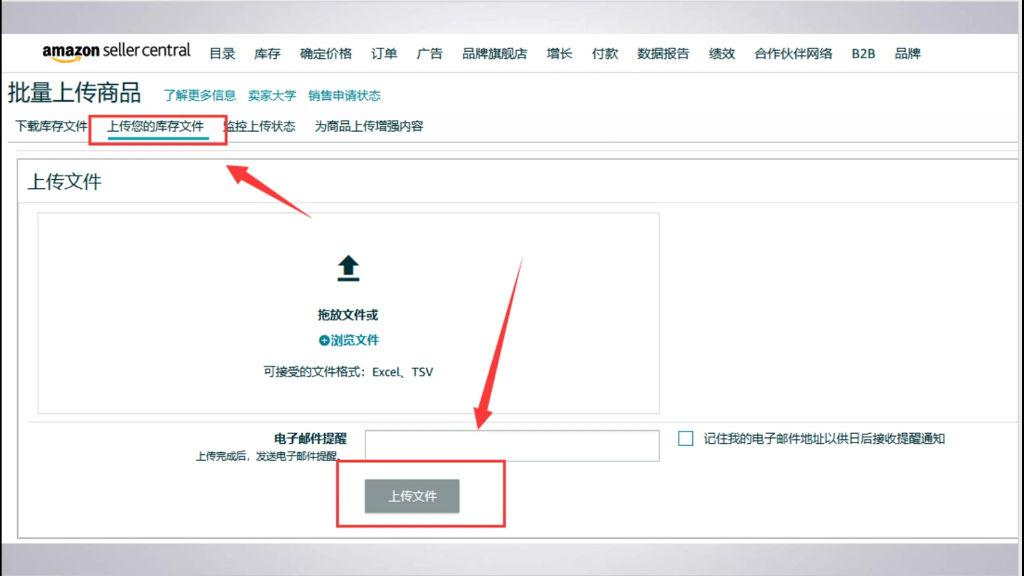 amazon seller central 目录 库存 确定价格 订单 广告 品牌旗舰店 增长 付款 数据报告 绩效 合作伙伴网络 B2B 品牌
批量上传商品 了解更多信息 卖家大学 销售申请状态
下载库存文件 上传您的库存文件 监控上传状态 为商品上传增强内容
上传文件
拖放文件或
浏览文件
可接受的文件格式：Excel、TSV
电子邮件提醒 记住我的电子邮件地址以供日后接收提醒通知
上传完成后，发送电子邮件提醒。
上传文件